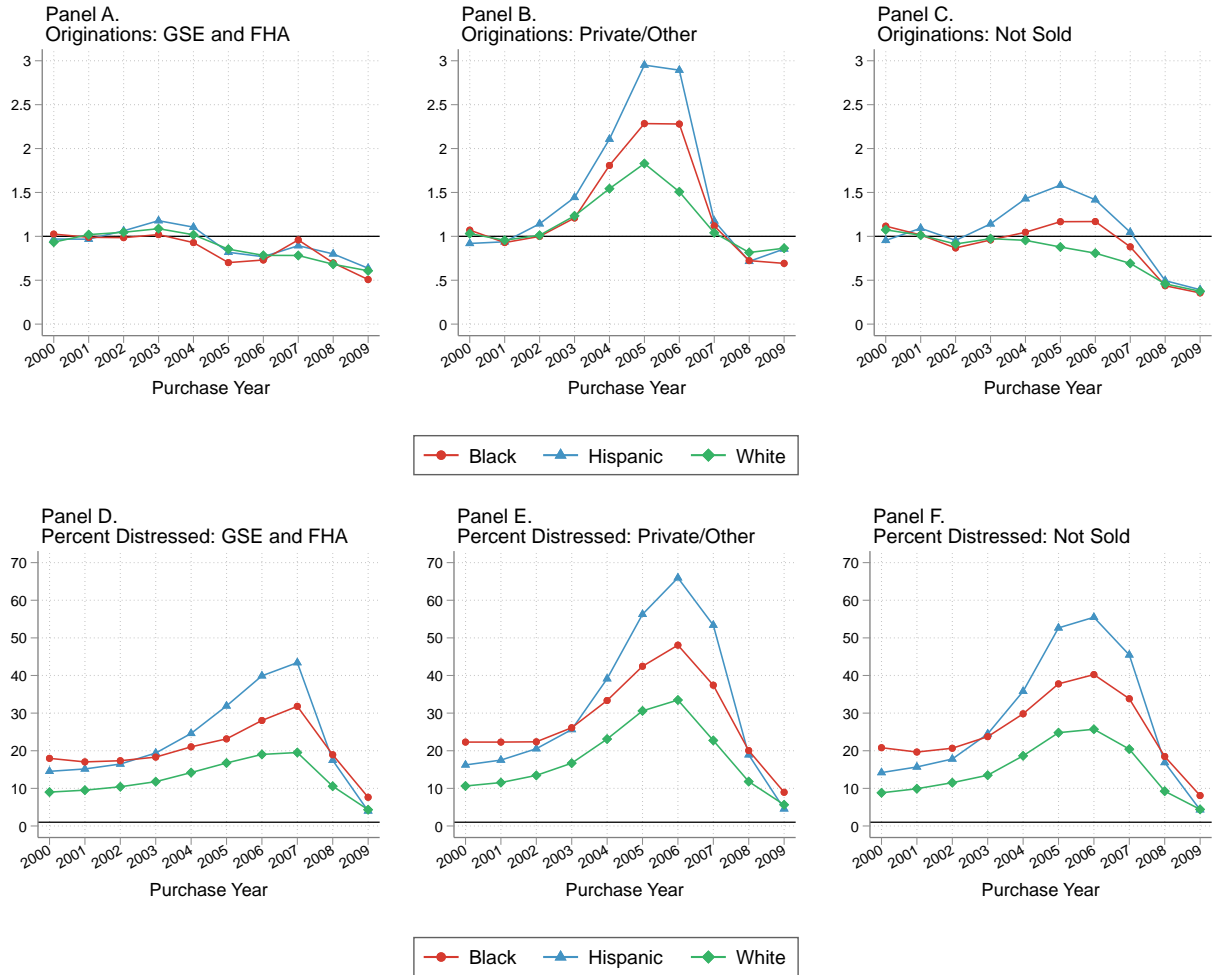 Panel A.
Originations: GSE and FHA
3
2.5
2
1.5
1
.5
0
2000 2001 2002 2003 2004 2005 2006 2007 2008 2009
Purchase Year
Panel B.
Originations: Private/Other
3
2.5
2
1.5
1
.5
0
2000 2001 2002 2003 2004 2005 2006 2007 2008 2009
Purchase Year
Panel C.
Originations: Not Sold
3
2.5
2
1.5
1
.5
0
2000 2001 2002 2003 2004 2005 2006 2007 2008 2009
Purchase Year
Black Hispanic White
Panel D.
Percent Distressed: GSE and FHA
70
60
50
40
30
20
10
0
2000 2001 2002 2003 2004 2005 2006 2007 2008 2009
Purchase Year
Panel E.
Percent Distressed: Private/Other
70
60
50
40
30
20
10
0
2000 2001 2002 2003 2004 2005 2006 2007 2008 2009
Purchase Year
Panel F.
Percent Distressed: Not Sold
70
60
50
40
30
20
10
0
2000 2001 2002 2003 2004 2005 2006 2007 2008 2009
Purchase Year
Black Hispanic White